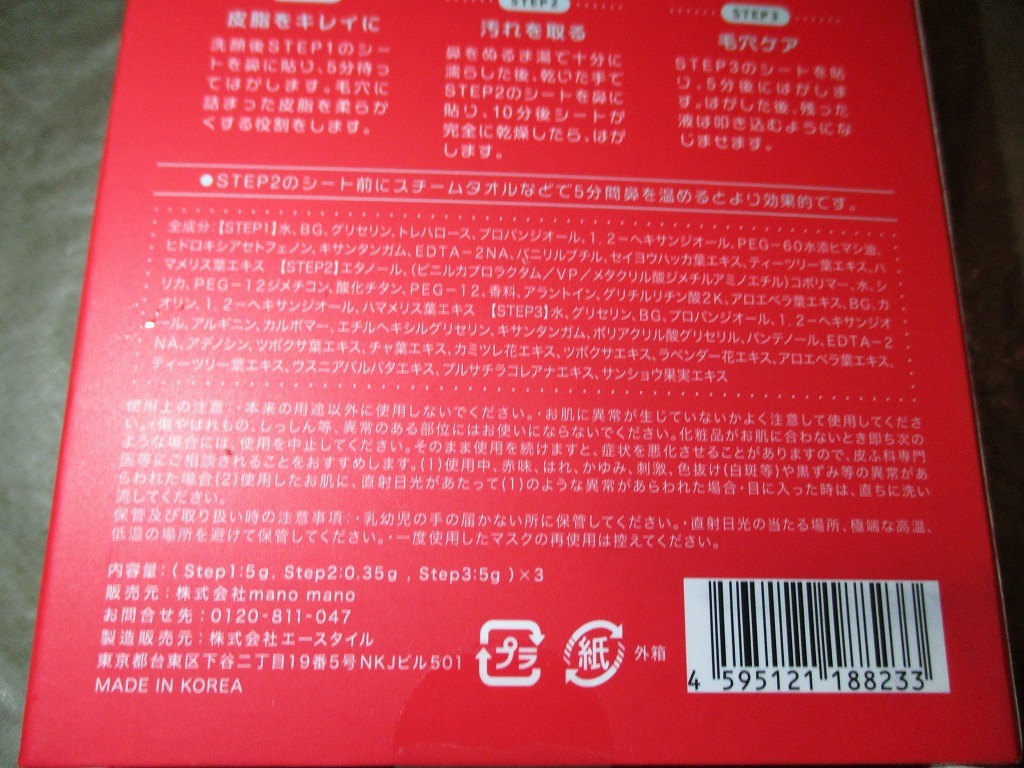 STEP2
STEP3
皮脂をキレイに
洗顔後STEP1のシー
トを鼻に貼り、5分待っ
てはがします。毛穴に
詰まった皮脂を柔らか
くする役割をします。
汚れを取る
鼻をぬるま湯で十分に
濡らした後、乾いた手で
STEP2のシートを鼻に
貼り、10分後シートが
完全に乾燥したら、はが
します。
毛穴ケア
STEP3のシートを貼
り、5分後にはがしま
す。はがした後、残った
液は叩き込むようにな
じませます。
●STEP2のシート前にスチームタオルなどで5分間鼻を温めるとより効果的です。
全成分:【STEP1】水、BG、グリセリン、トレハロース、プロパンジオール、1,2-ヘキサンジオール、PEG-60水添ヒマシ油、
ヒドロキシアセトフェノン、キサンタンガム、EDTA-2NA、バニリルブチル、セイヨウハッカ葉エキス、ティーツリー葉エキス、ハ
マメリス葉エキス 【STEP2】エタノール、(ビニルカプロラクタム/VP/メタクリル酸ジメチルアミノエチル)コポリマー、水、シ
リカ、PEG-12ジメチコン、酸化チタン、PEG-12、香料、アラントイン、グリチルリチン酸2K、アロエベラ葉エキス、BG、カ
オリン、1,2-ヘキサンジオール、ハマメリス葉エキス 【STEP3】水、グリセリン、BG、プロパンジオール、1,2-ヘキサンジオ
ール、アルギニン、カルボマー、エチルヘキシルグリセリン、キサンタンガム、ポリアクリル酸グリセリル、パンテノール、EDTA-2
NA、アデノシン、ツボクサ葉エキス、チャ葉エキス、カミツレ花エキス、ツボクサエキス、ラベンダー花エキス、アロエベラ葉エキス、
ティーツリー葉エキス、ウスニアバルバタエキス、プルサチラコレアナエキス、サンショウ果実エキス
使用上の注意:・本来の用途以外に使用しないでください。・お肌に異常が生じていないかよく注意して使用してくださ
い。・傷やはれもの、しっしん等、異常のある部位にはお使いにならないでください。化粧品がお肌に合わないとき即ち次の
ような場合には、使用を中止してください。そのまま使用を続けますと、症状を悪化させることがありますので、皮ふ科専門
医等にご相談されることをおすすめします。(1)使用中、赤味、はれ、かゆみ、刺激、色抜け(白斑等)や黒ずみ等の異常があ
らわれた場合(2)使用したお肌に、直射日光があたって(1)のような異常があらわれた場合・目に入った時は、直ちに洗い
流してください。
保管及び取り扱い時の注意事項:・乳幼児の手の届かない所に保管してください。・直射日光の当たる場所、極端な高温、
低温の場所を避けて保管してください。・一度使用したマスクの再使用は控えてください。
内容量:(Step1:5g, Step2:0.35g , Step3:5g)×3
販売元:株式会社mano mano
お問合せ先:0120-811-047
製造販売元:株式会社エースタイル
東京都台東区下谷二丁目19番5号NKJビル501
MADE IN KOREA
プラ
紙
外箱
4 595121 188233